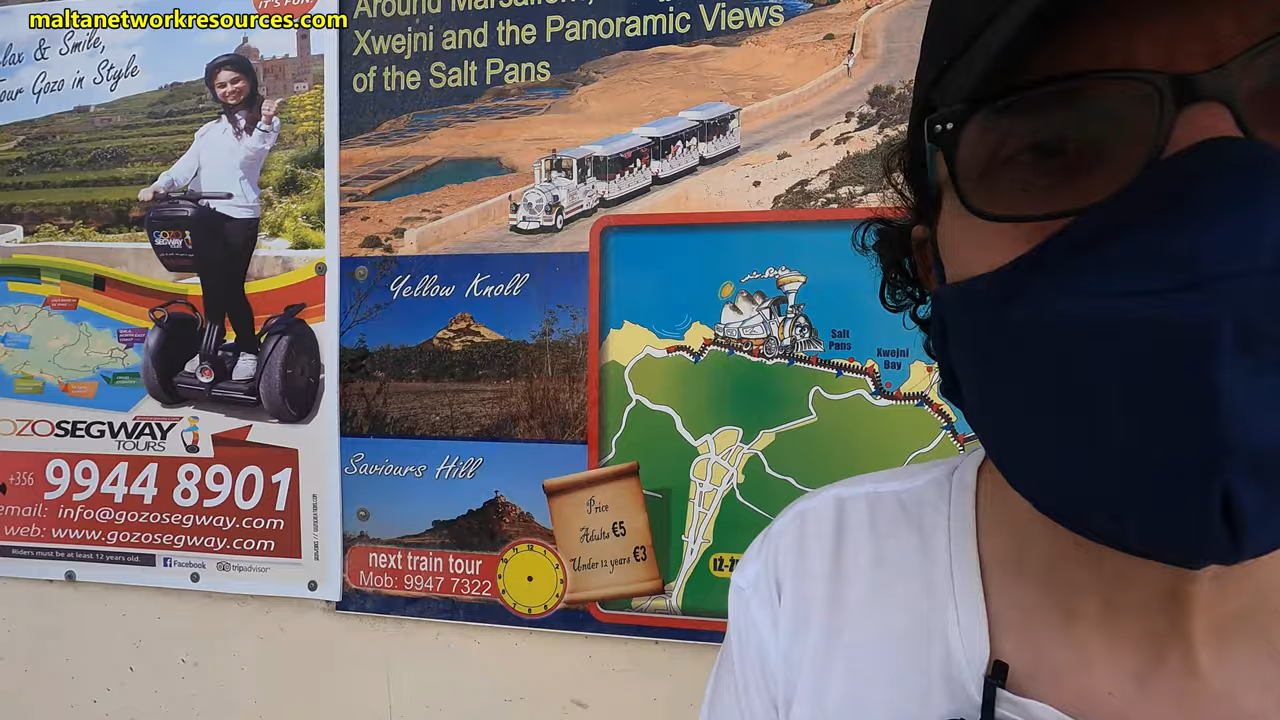 maltanetworkresources.com
IT'S FUN!
lax & Smile,
our Gozo in Style
GOZO
SEGWAY
OZOSEGWAY
TOURS
+356 9944 8901
email: info@gozosegway.com
web: www.gozosegway.com
Riders must be at least 12 years old.
Facebook
tripadvisor
Around Marsalforn,
Xwejni and the Panoramic Views
of the Salt Pans
Yellow Knoll
Saviours Hill
next train tour
Mob: 9947 7322
Price
Adults €5
Under 12 years €3
Salt
Pans
Xwejni
Bay